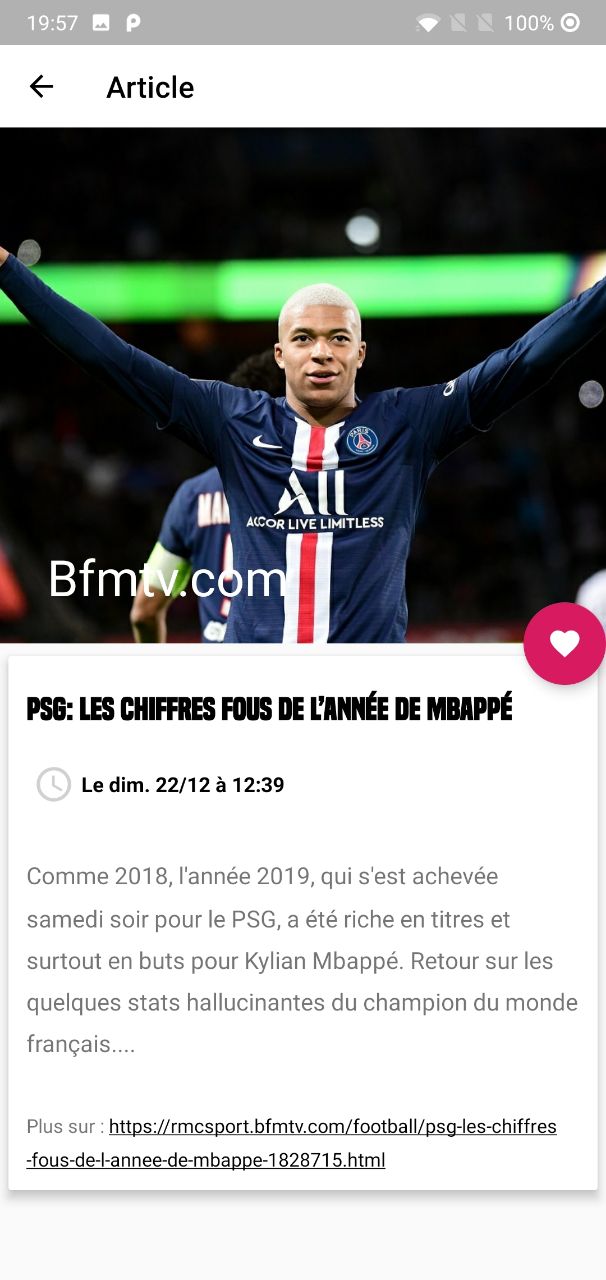 19:57
100%
Article
PARIS
ACCOR LIVE LIMITLESS
Bfmtv.com
PSG: LES CHIFFRES FOUS DE L'ANNÉE DE MBAPPÉ
Le dim. 22/12 à 12:39
Comme 2018, l'année 2019, qui s'est achevée
samedi soir pour le PSG, a été riche en titres et
surtout en buts pour Kylian Mbappé. Retour sur les
quelques stats hallucinantes du champion du monde
français....
Plus sur : https://rmcsport.bfmtv.com/football/psg-les-chiffres
-fous-de-l-annee-de-mbappe-1828715.html